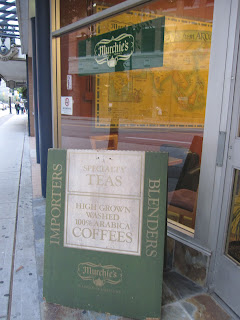 Murchie's
IMPORTERS
SPECIALTY
TEAS
HIGH GROWN
WASHED
100% ARABICA
COFFEES
BLENDERS
Murchie's